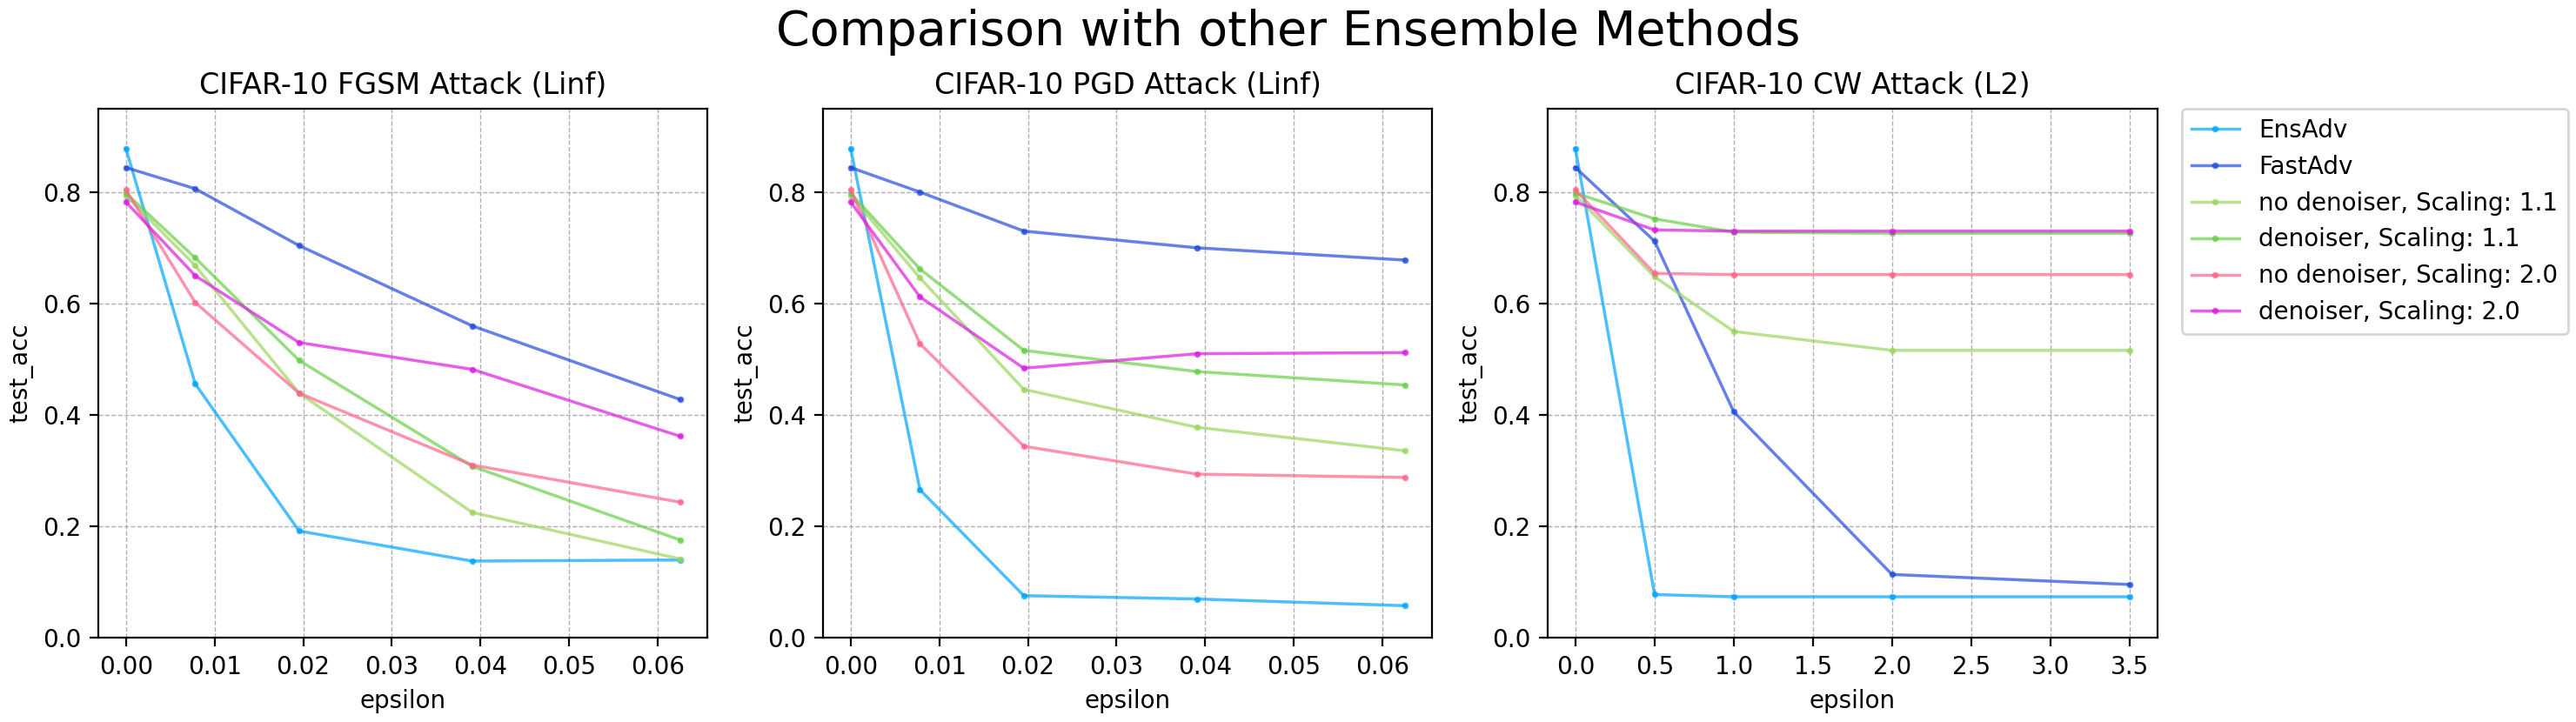 Comparison with other Ensemble Methods
CIFAR-10 FGSM Attack (Linf)
test_acc
0.8
0.6
0.4
0.2
0.0
0.00 0.01 0.02 0.03 0.04 0.05 0.06
epsilon
CIFAR-10 PGD Attack (Linf)
test_acc
0.8
0.6
0.4
0.2
0.0
0.00 0.01 0.02 0.03 0.04 0.05 0.06
epsilon
CIFAR-10 CW Attack (L2)
test_acc
0.8
0.6
0.4
0.2
0.0
0.0 0.5 1.0 1.5 2.0 2.5 3.0 3.5
epsilon
EnsAdv
FastAdv
no denoiser, Scaling: 1.1
denoiser, Scaling: 1.1
no denoiser, Scaling: 2.0
denoiser, Scaling: 2.0